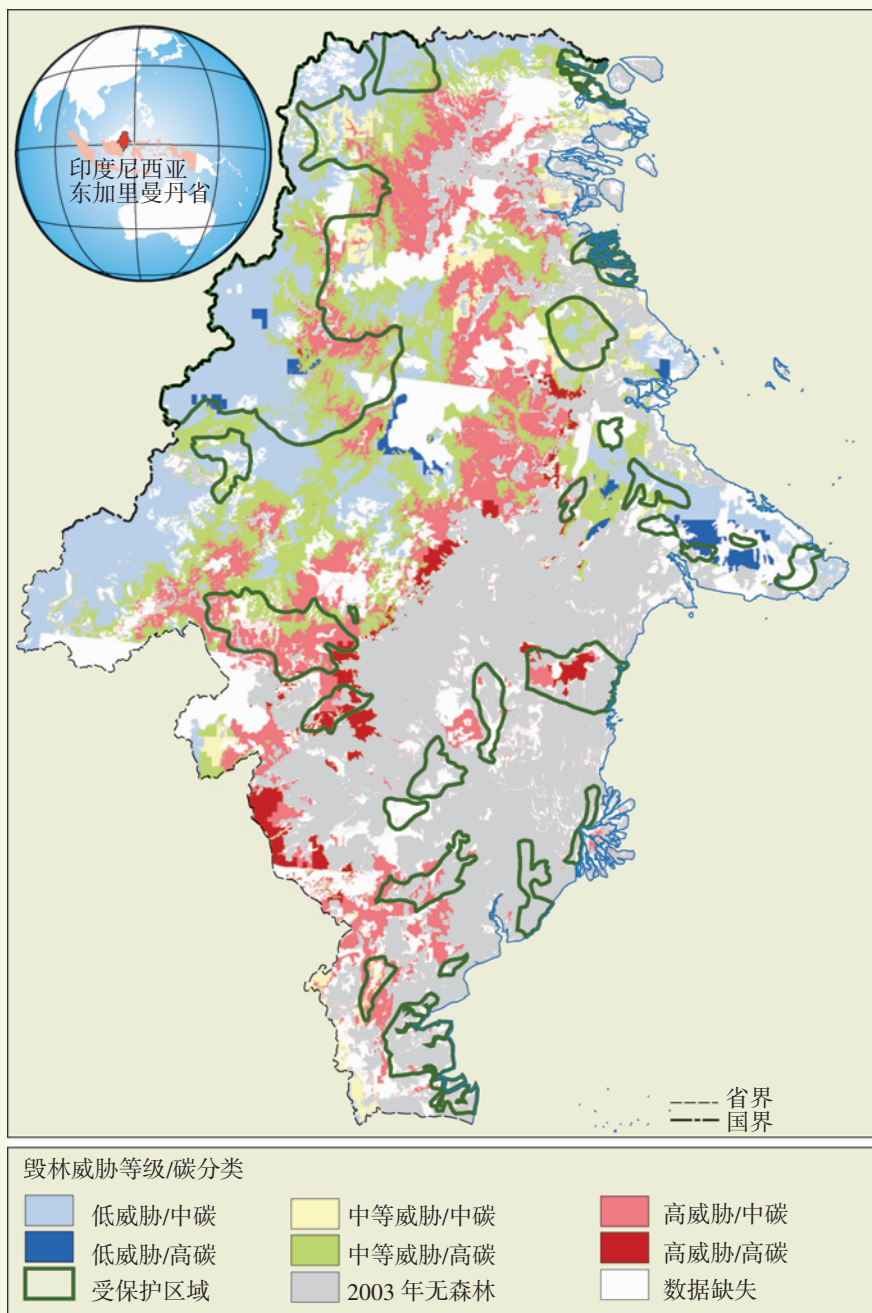 印度尼西亚
东加里曼丹省
省界
国界
毁林威胁等级/碳分类
低威胁/中碳
中等威胁/中碳
高威胁/中碳
低威胁/高碳
中等威胁/高碳
高威胁/高碳
受保护区域
2003 年无森林
数据缺失